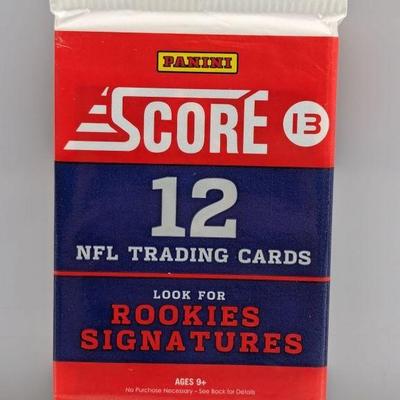 PANINI
SCORE 13
12
NFL TRADING CARDS
LOOK FOR
ROOKIES
SIGNATURES
AGES 9+
No Purchase Necessary - See Back for Details